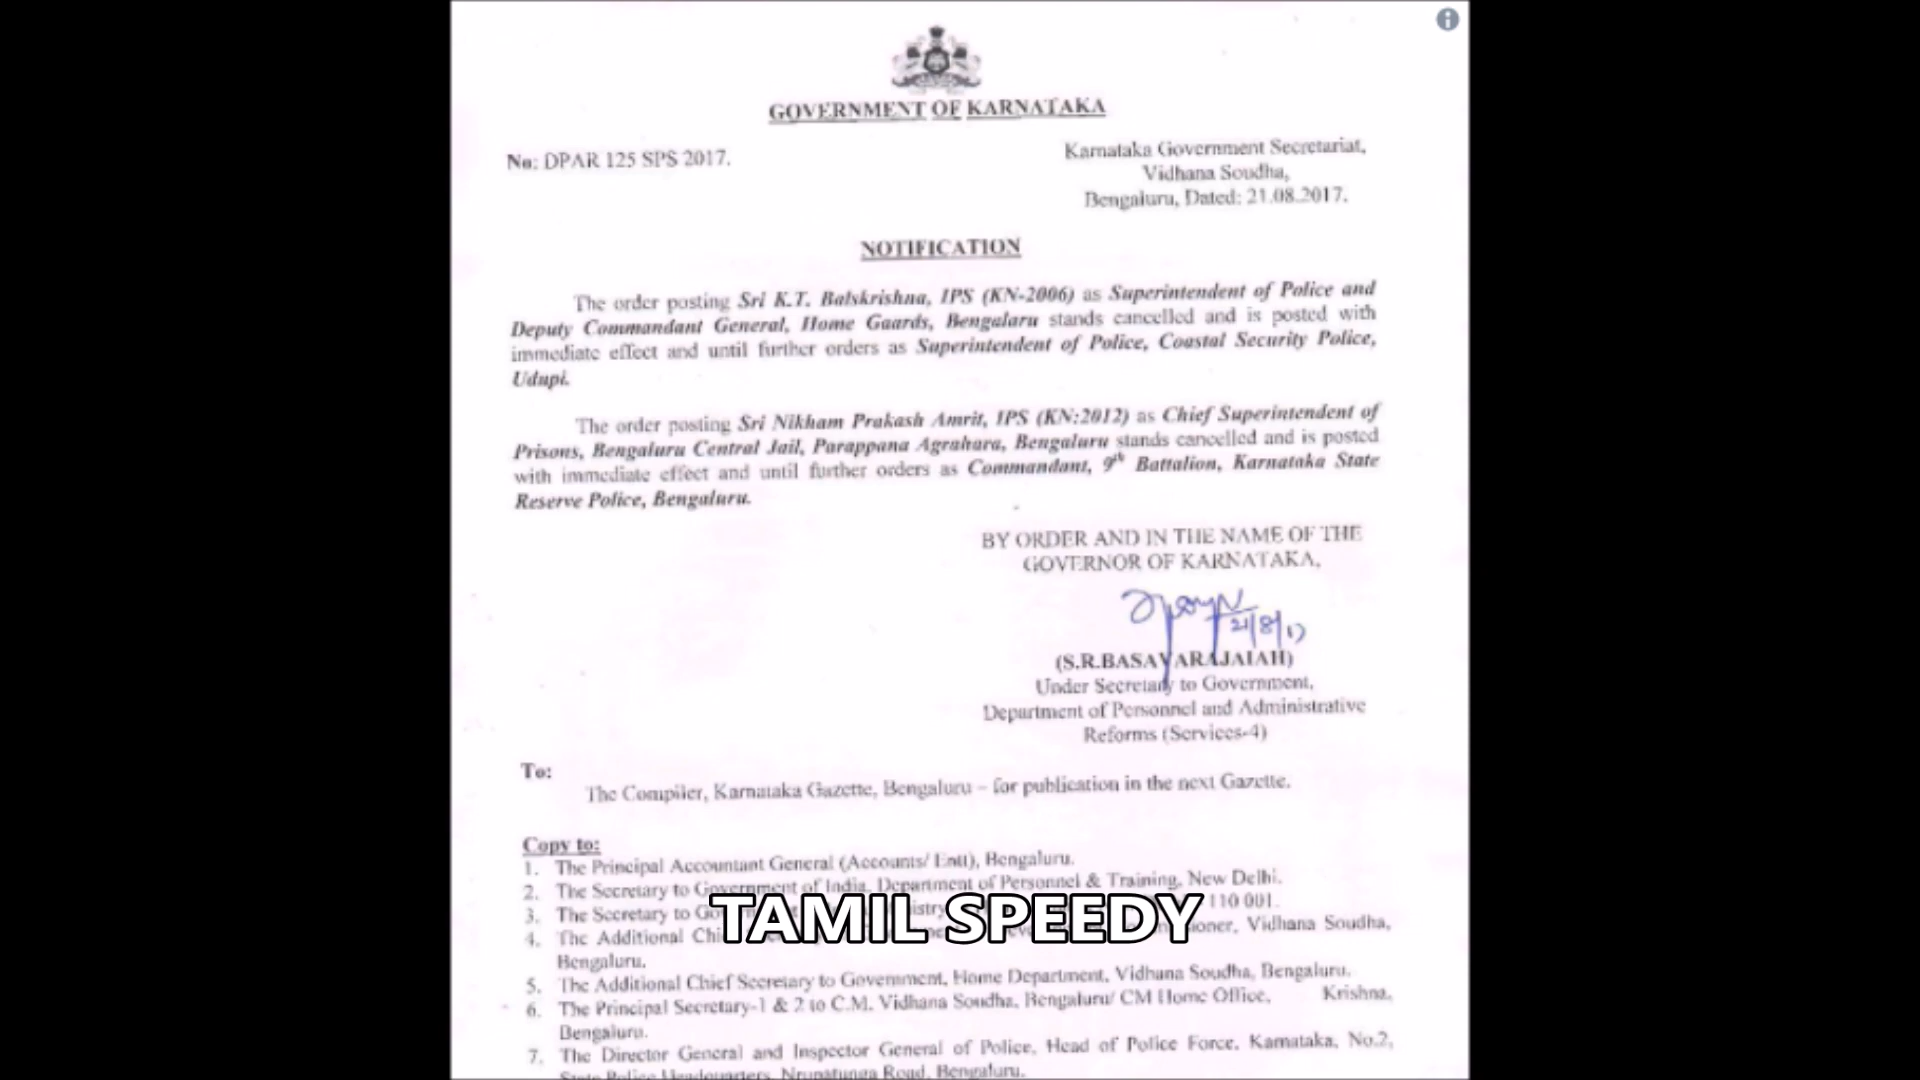 GOVERNMENT OF KARNATAKA
No: DPAR 125 SPS 2017.
Karnataka Government Secretariat,
Vidhana Soudha,
Bengaluru, Dated: 21.08.2017.
NOTIFICATION
The order posting Sri K.T. Balskrishna, IPS (KN-2006) as Superintendent of Police and
Deputy Commandant General, Home Gaards, Bengalaru stands cancelled and is posted with
immediate effect and until further orders as Superintendent of Police, Coastal Security Police,
Udupi.
The order posting Sri Nikham Prakash Amrit, IPS (KN:2012) as Chief Superintendent of
Prisons, Bengaluru Central Jail, Parappana Agrahara, Bengaluru stands cancelled and is posted
with immediate effect and until further orders as Commandant, 9th Battalion, Karnataka State
Reserve Police, Bengaluru.
BY ORDER AND IN THE NAME OF THE
GOVERNOR OF KARNATAKA,
21/8/17
(S.R.BASAVARAJAIAH)
Under Secretary to Government,
Department of Personnel and Administrative
Reforms (Services-4)
To:
The Compiler, Karnataka Gazette, Bengaluru – for publication in the next Gazette.
Copy to:
1. The Principal Accountant General (Accounts/ Entt), Bengaluru.
2. The Secretary to Government of India, Department of Personnel & Training, New Delhi.
3. The Secretary to 110 001.
4. The Additional Vidhana Soudha,
Bengaluru.
TAMIL SPEEDY
5. The Additional Chief Secretary to Government, Home Department, Vidhana Soudha, Bengaluru.
6. The Principal Secretary-1 & 2 to C.M. Vidhana Soudha, Bengaluru/ CM Home Office, Krishna,
Bengaluru.
7. The Director General and Inspector General of Police, Head of Police Force, Karnataka, No.2,
State Police Headquarters, Nrupatunga Road, Bengaluru.